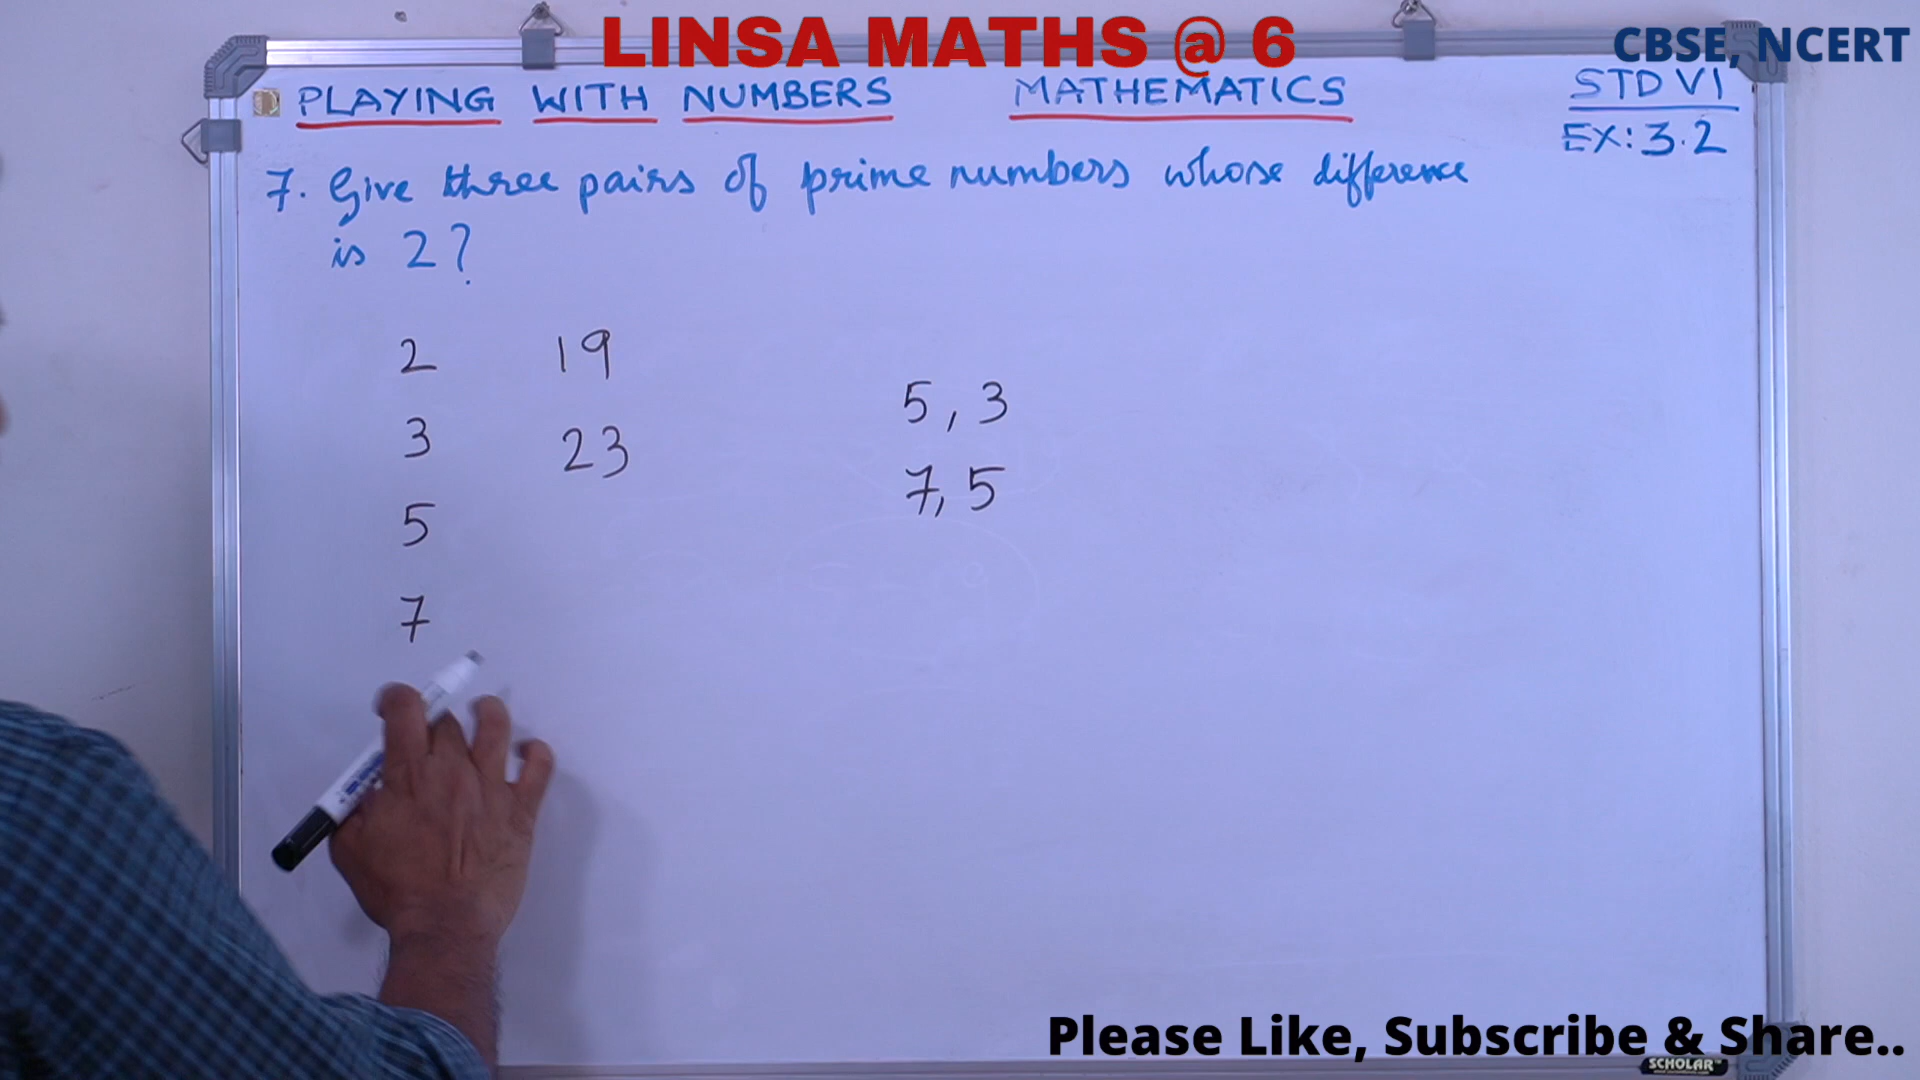 LINSA MATHS @ 6
CBSE, NCERT
PLAYING WITH NUMBERS MATHEMATICS STD VI
EX: 3.2
7. Give three pairs of prime numbers whose difference
is 2?
2 19
3 23
5
7
5, 3
7, 5
Please Like, Subscribe & Share..
SCHOLAR